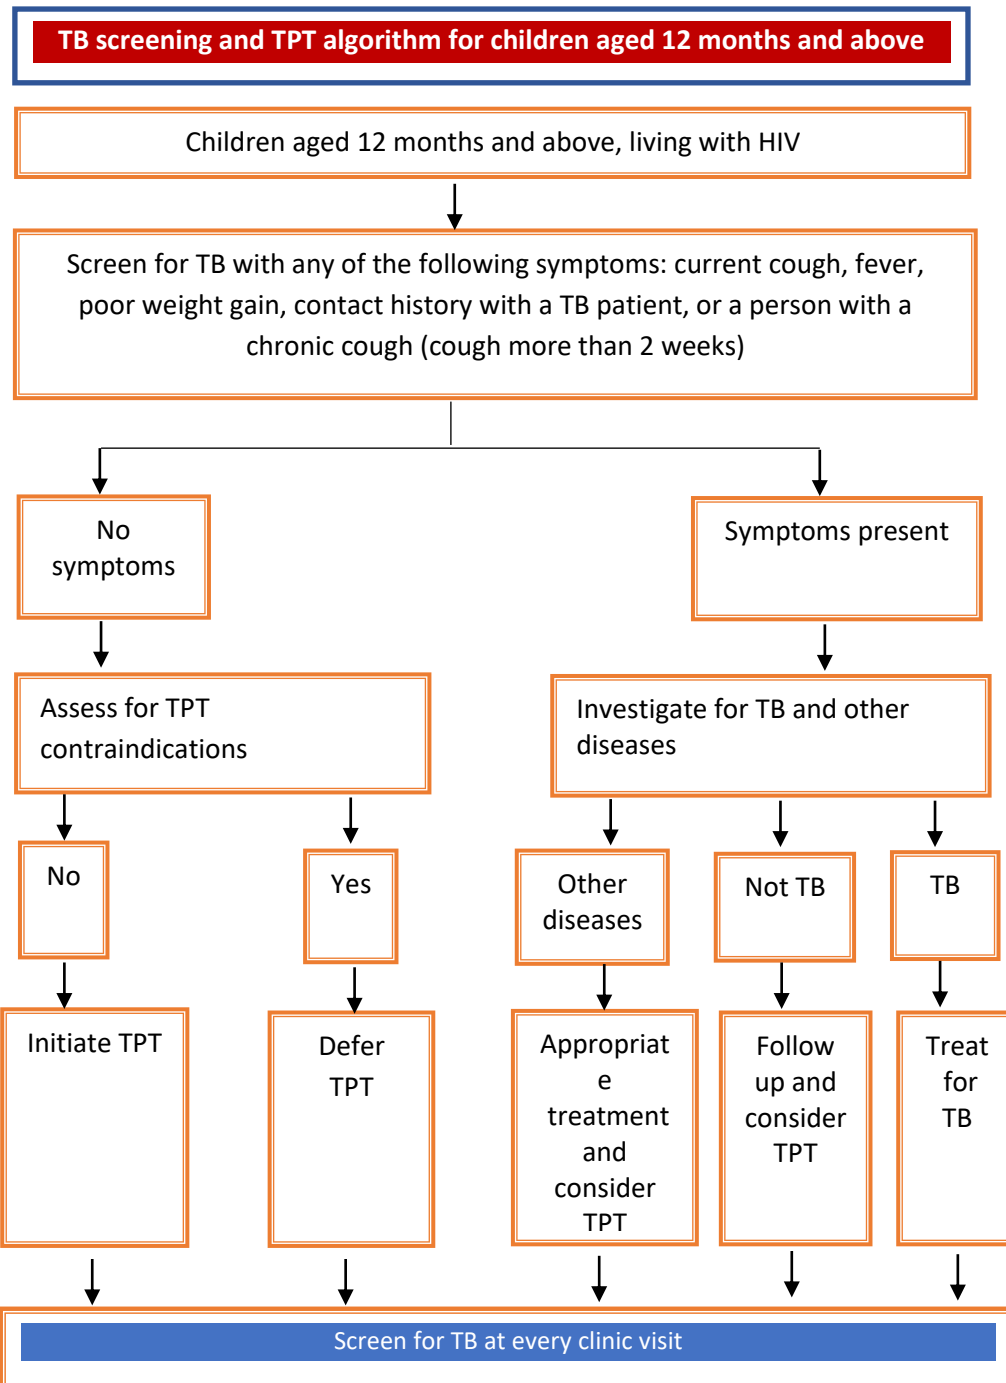 TB screening and TPT algorithm for children aged 12 months and above
Children aged 12 months and above, living with HIV
Screen for TB with any of the following symptoms: current cough, fever,
poor weight gain, contact history with a TB patient, or a person with a
chronic cough (cough more than 2 weeks)
No
symptoms
Symptoms present
Assess for TPT
contraindications
Investigate for TB and other
diseases
No
Yes
Other
diseases
Not TB
TB
Initiate TPT
Defer
TPT
Appropriat
e
treatment
and
consider
TPT
Follow
up and
consider
TPT
Treat
for
TB
Screen for TB at every clinic visit